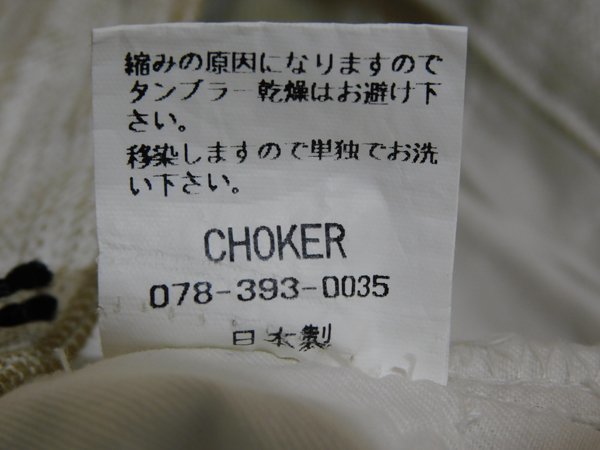 縮みの原因になりますので
タンブラー乾燥はお避け下
さい。
移染しますので単独でお洗
い下さい。
CHOKER
078-393-0035
日本製